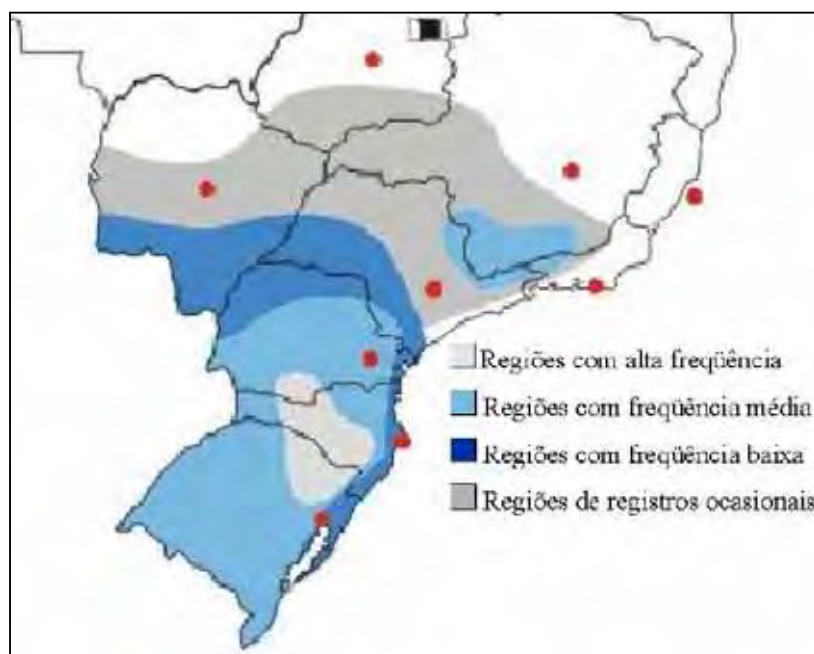 Regiões com alta freqüência
Regiões com freqüência média
Regiões com freqüência baixa
Regiões de registros ocasionais